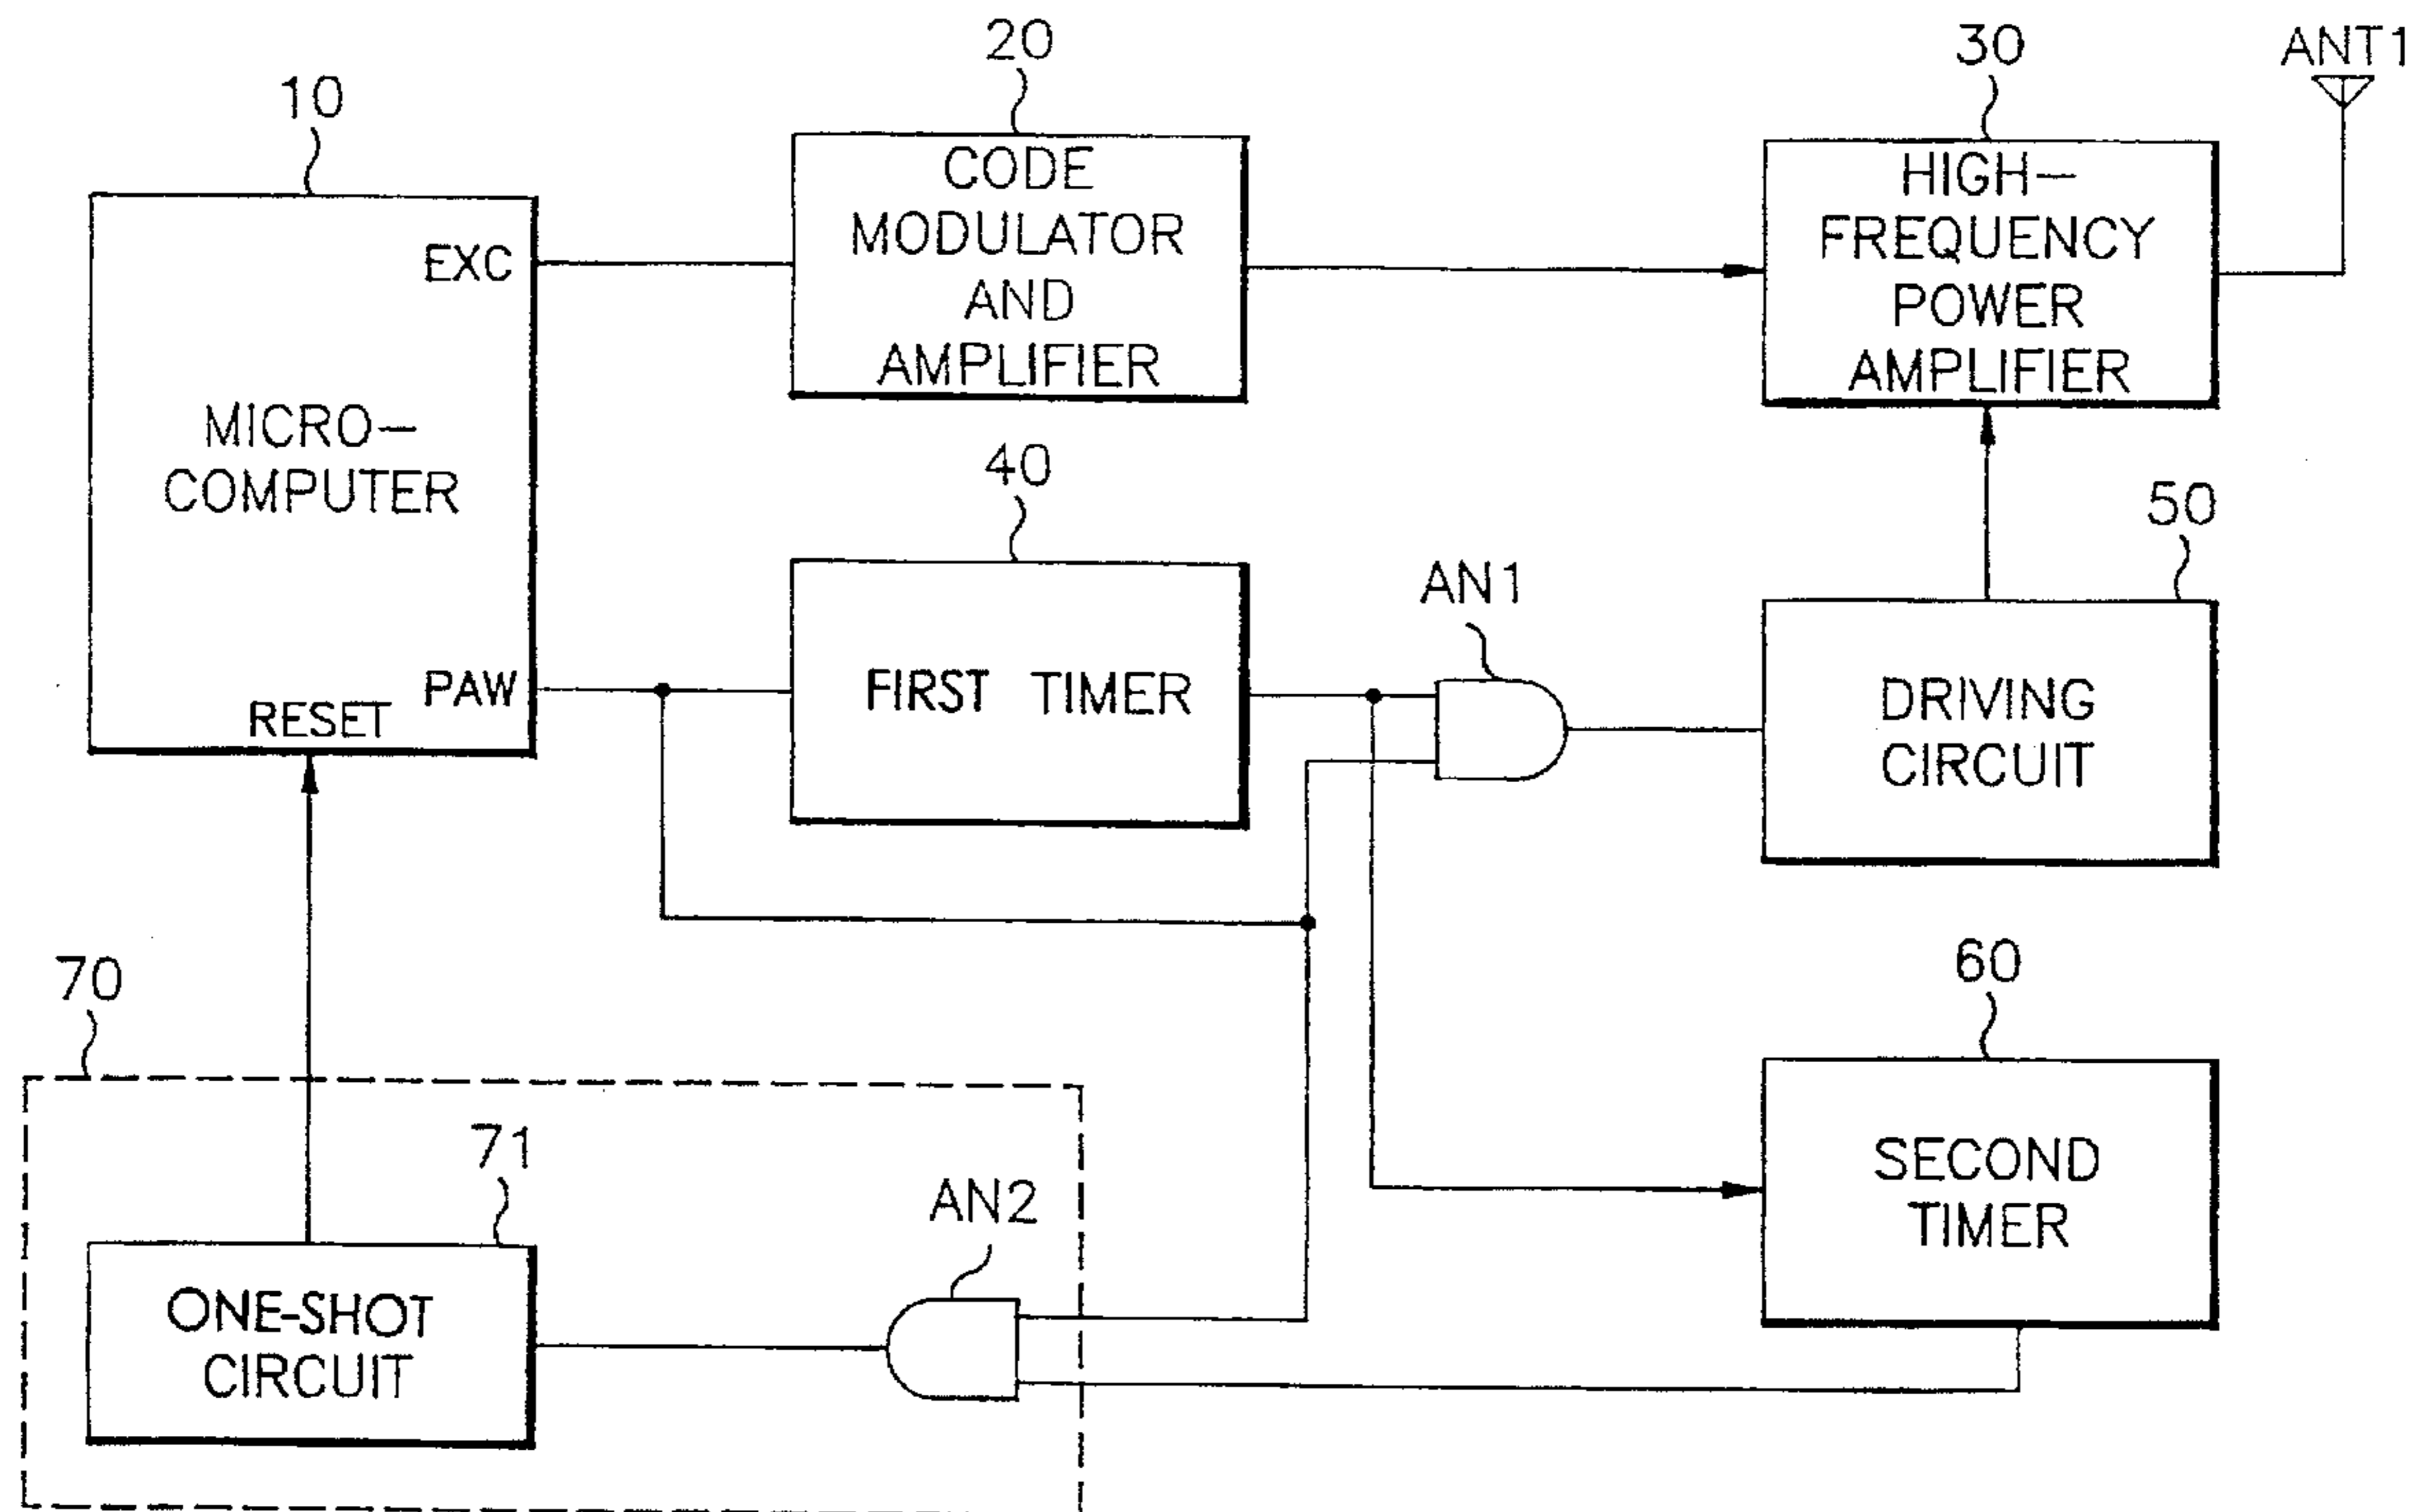 20
30
ANT1
10
CODE
MODULATOR
AND
AMPLIFIER
HIGH-
FREQUENCY
POWER
AMPLIFIER
EXC
MICRO-
COMPUTER
PAW
RESET
40
FIRST TIMER
AN1
50
DRIVING
CIRCUIT
70
60
SECOND
TIMER
71
AN2
ONE-SHOT
CIRCUIT